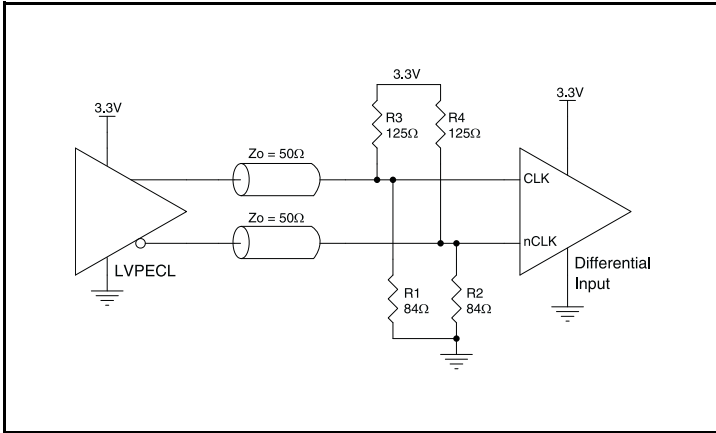 3.3V
3.3V
3.3V
R3
125Ω
R4
125Ω
Zo = 50Ω
CLK
Zo = 50Ω
nCLK
LVPECL
Differential
Input
R1
84Ω
R2
84Ω